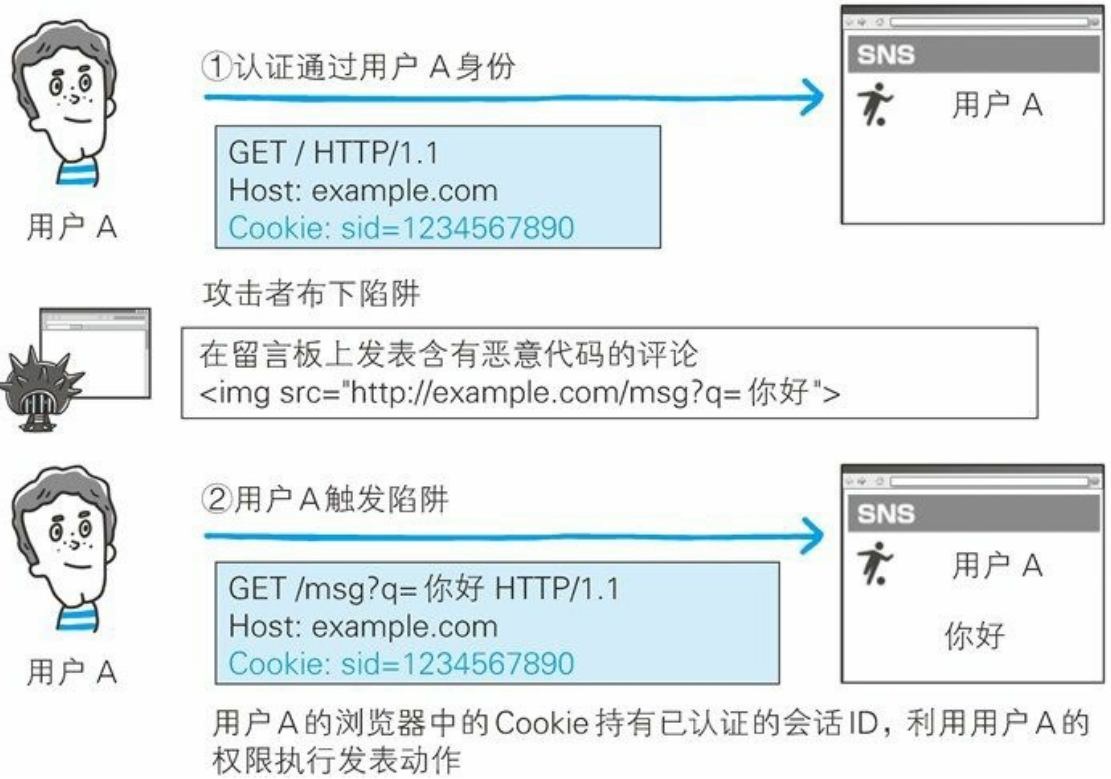 ①认证通过用户 A 身份
SNS
用户 A
GET / HTTP/1.1
Host: example.com
Cookie: sid=1234567890
用户 A
攻击者布下陷阱
在留言板上发表含有恶意代码的评论
<img src="http://example.com/msg?q= 你好">
②用户 A 触发陷阱
SNS
用户 A
你好
GET /msg?q= 你好 HTTP/1.1
Host: example.com
Cookie: sid=1234567890
用户 A
用户 A 的浏览器中的 Cookie 持有已认证的会话 ID，利用用户 A 的
权限执行发表动作